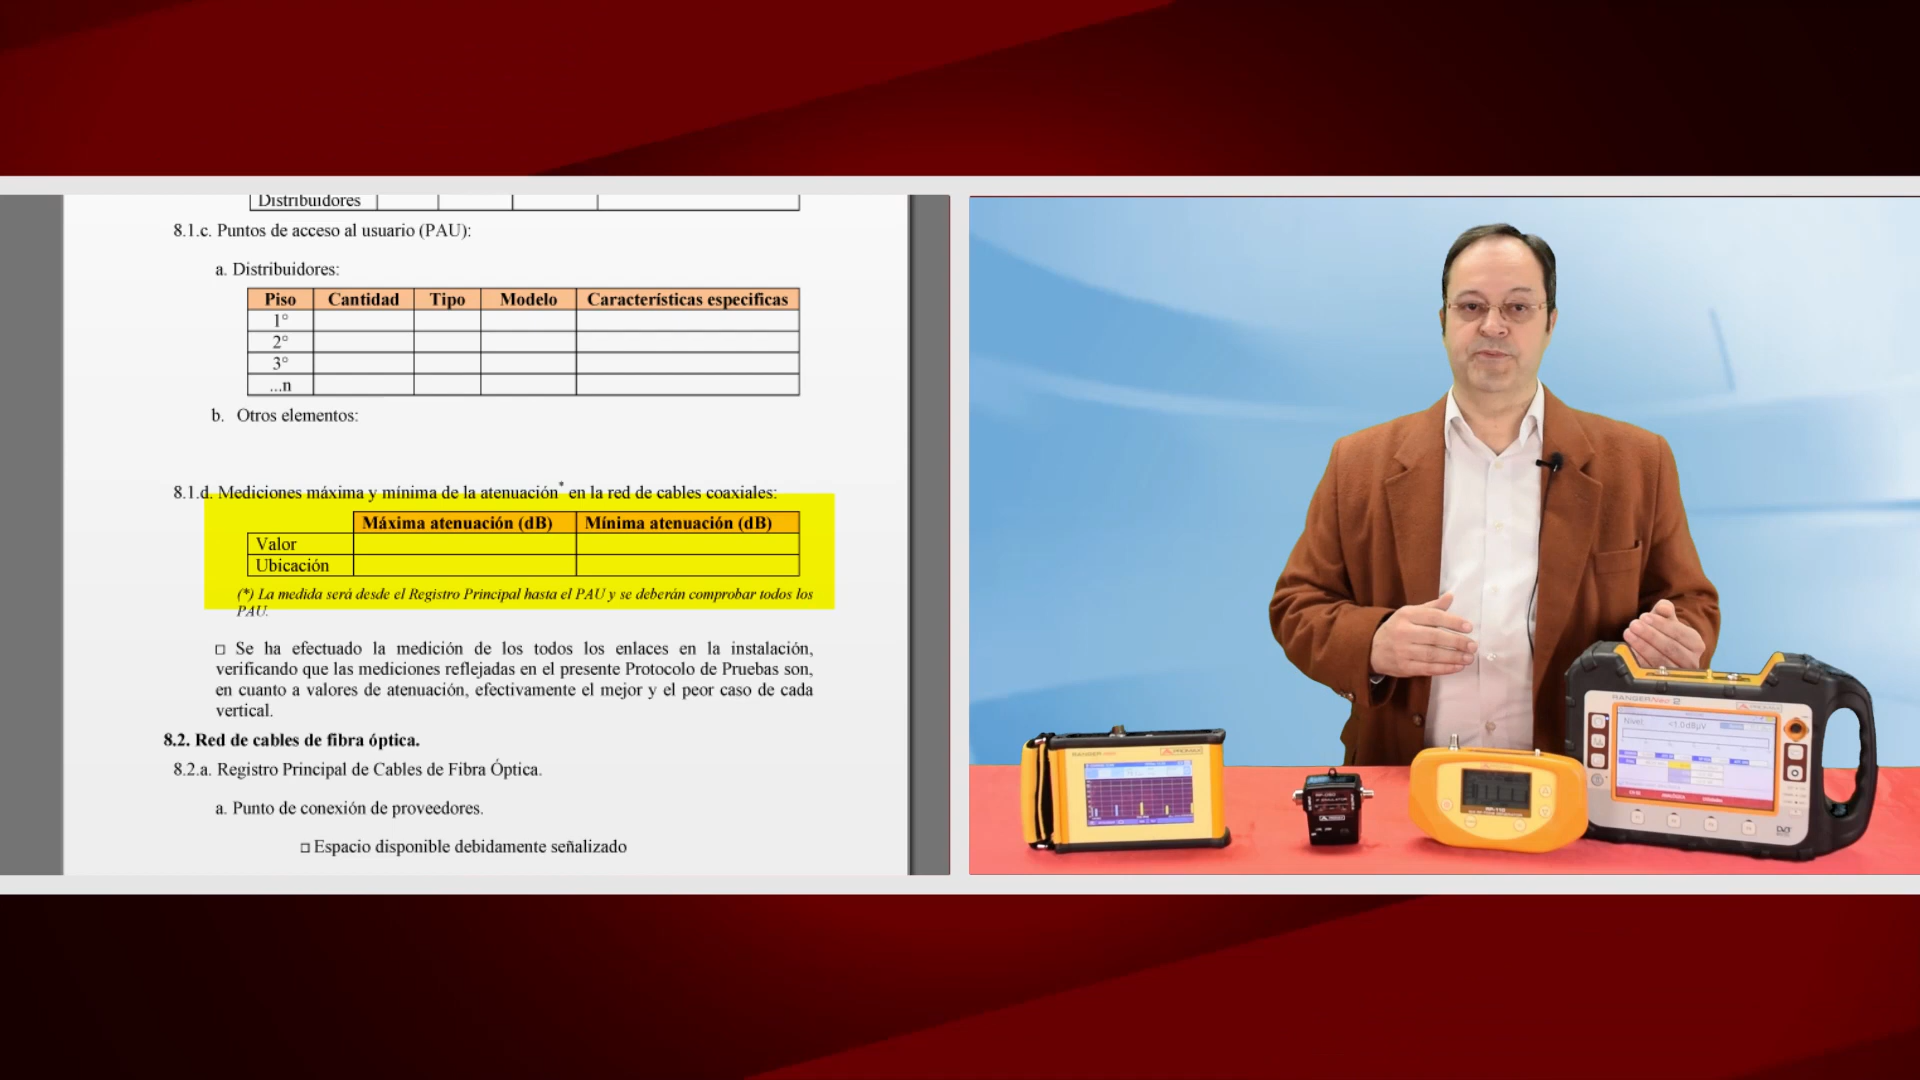 Distribuidores
8.1.c. Puntos de acceso al usuario (PAU):
a. Distribuidores:
Piso Cantidad Tipo Modelo Características especificas
1°
2°
3°
...n
b. Otros elementos:
8.1.d. Mediciones máxima y mínima de la atenuación* en la red de cables coaxiales:
Máxima atenuación (dB) Mínima atenuación (dB)
Valor
Ubicación
(*) La medida será desde el Registro Principal hasta el PAU y se deberán comprobar todos los
PAU.
□ Se ha efectuado la medición de los todos los enlaces en la instalación,
verificando que las mediciones reflejadas en el presente Protocolo de Pruebas son,
en cuanto a valores de atenuación, efectivamente el mejor y el peor caso de cada
vertical.
8.2. Red de cables de fibra óptica.
8.2.a. Registro Principal de Cables de Fibra Óptica.
a. Punto de conexión de proveedores.
□ Espacio disponible debidamente señalizado
RANGERNeo 2
PROMAX